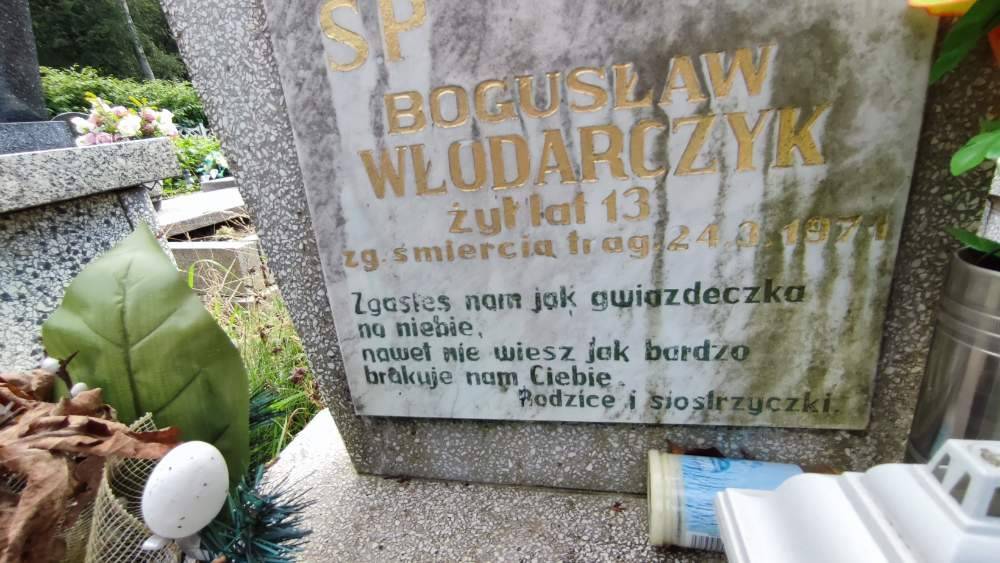 ŚP
BOGUSŁAW
WŁODARCZYK
żył lat 13
zg. śmiercią trag. 24.3.1971
Zgasłeś nam jak gwiazdeczka
na niebie,
nawet nie wiesz jak bardzo
brakuje nam Ciebie.
Rodzice i siostrzyczki.